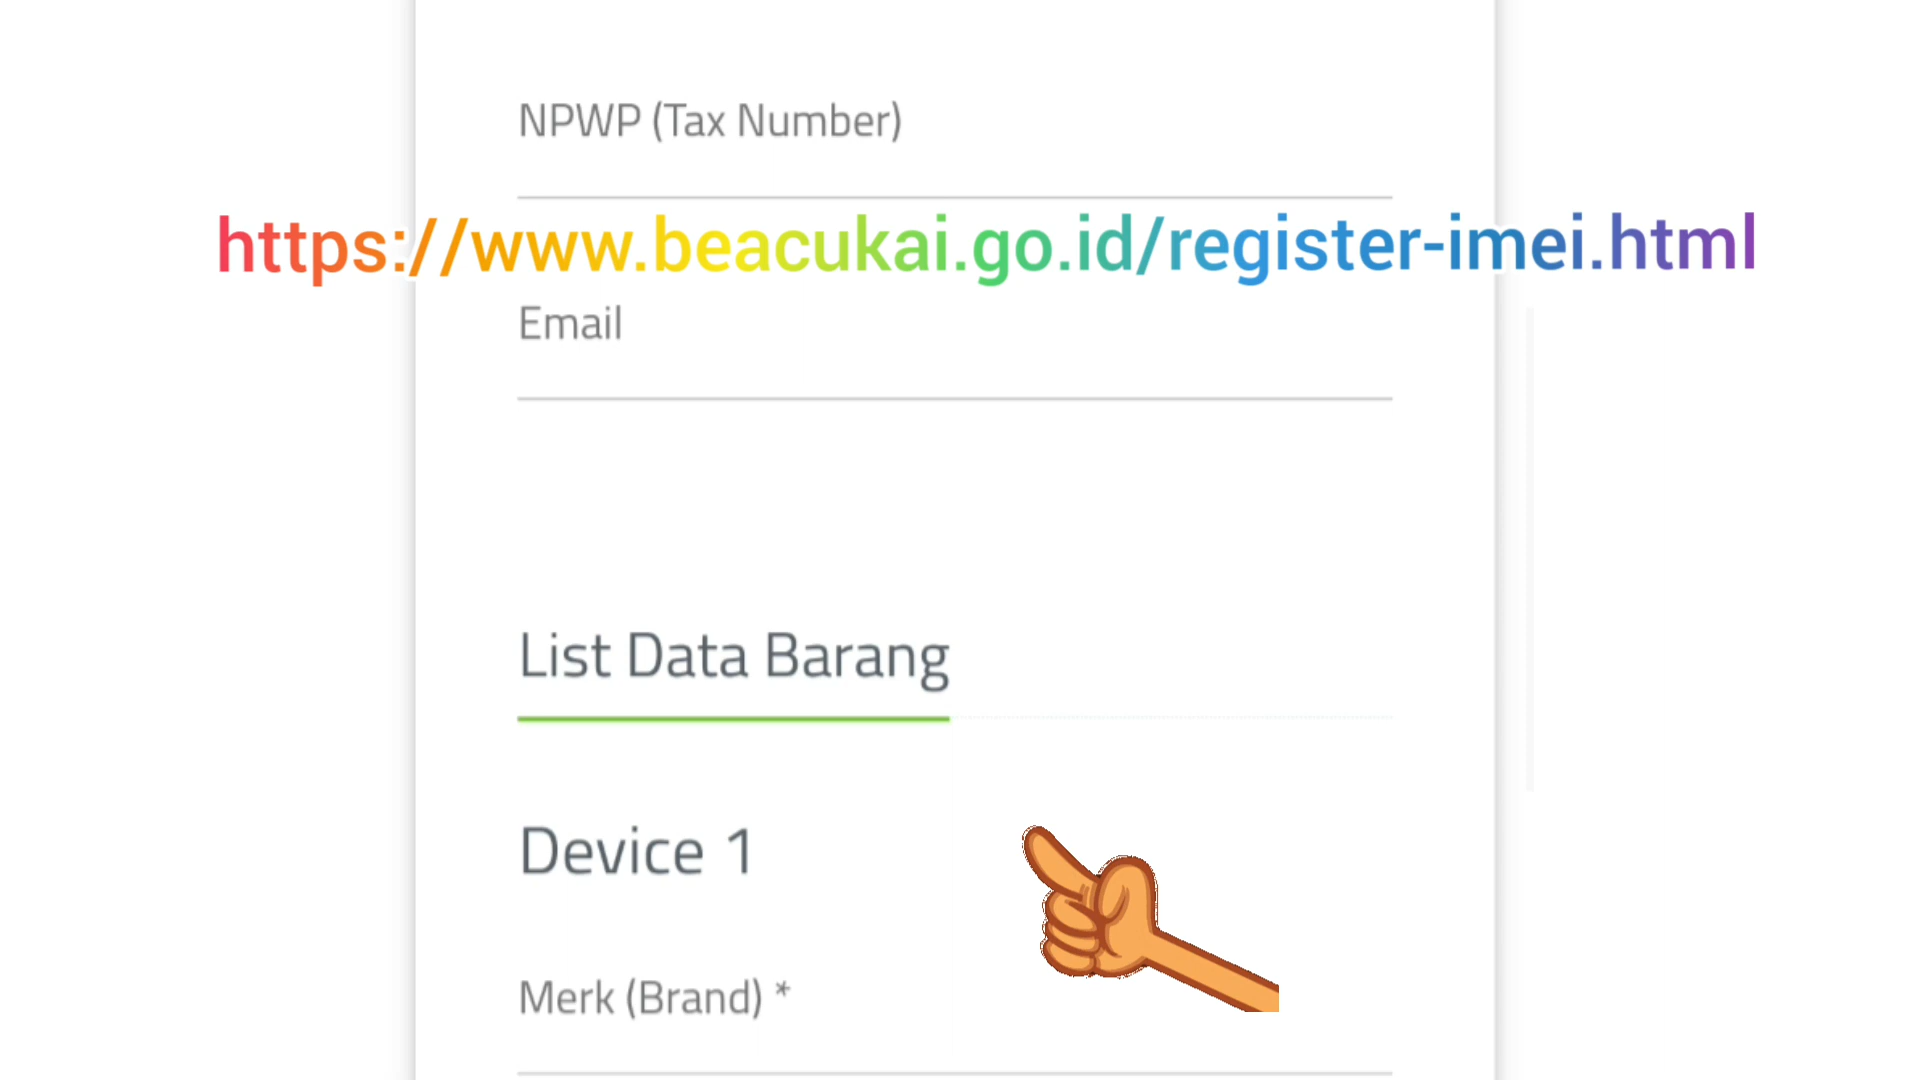 NPWP (Tax Number)
https://www.beacukai.go.id/register-imei.html
Email
List Data Barang
Device 1
Merk (Brand) *